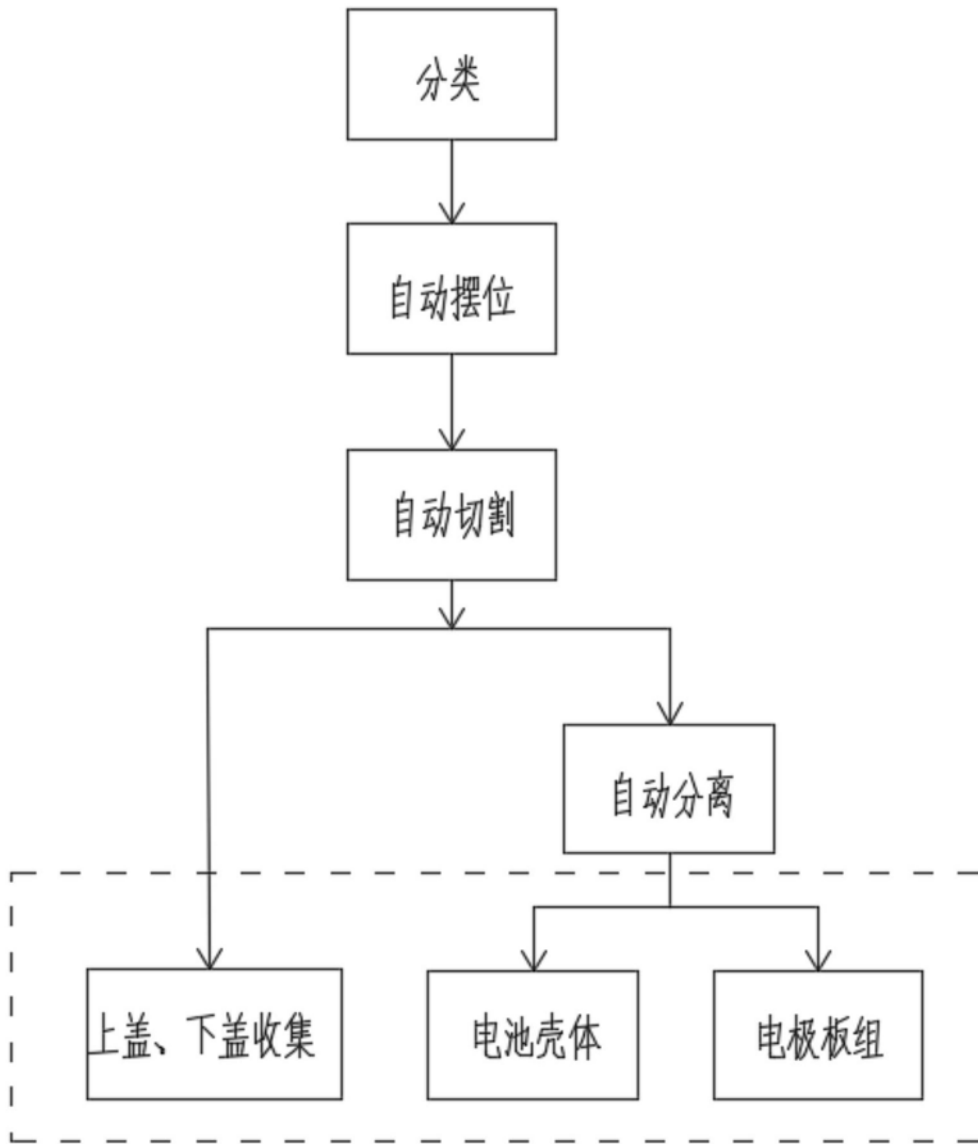 分类
自动摆位
自动切割
自动分离
上盖、下盖收集
电池壳体
电极板组